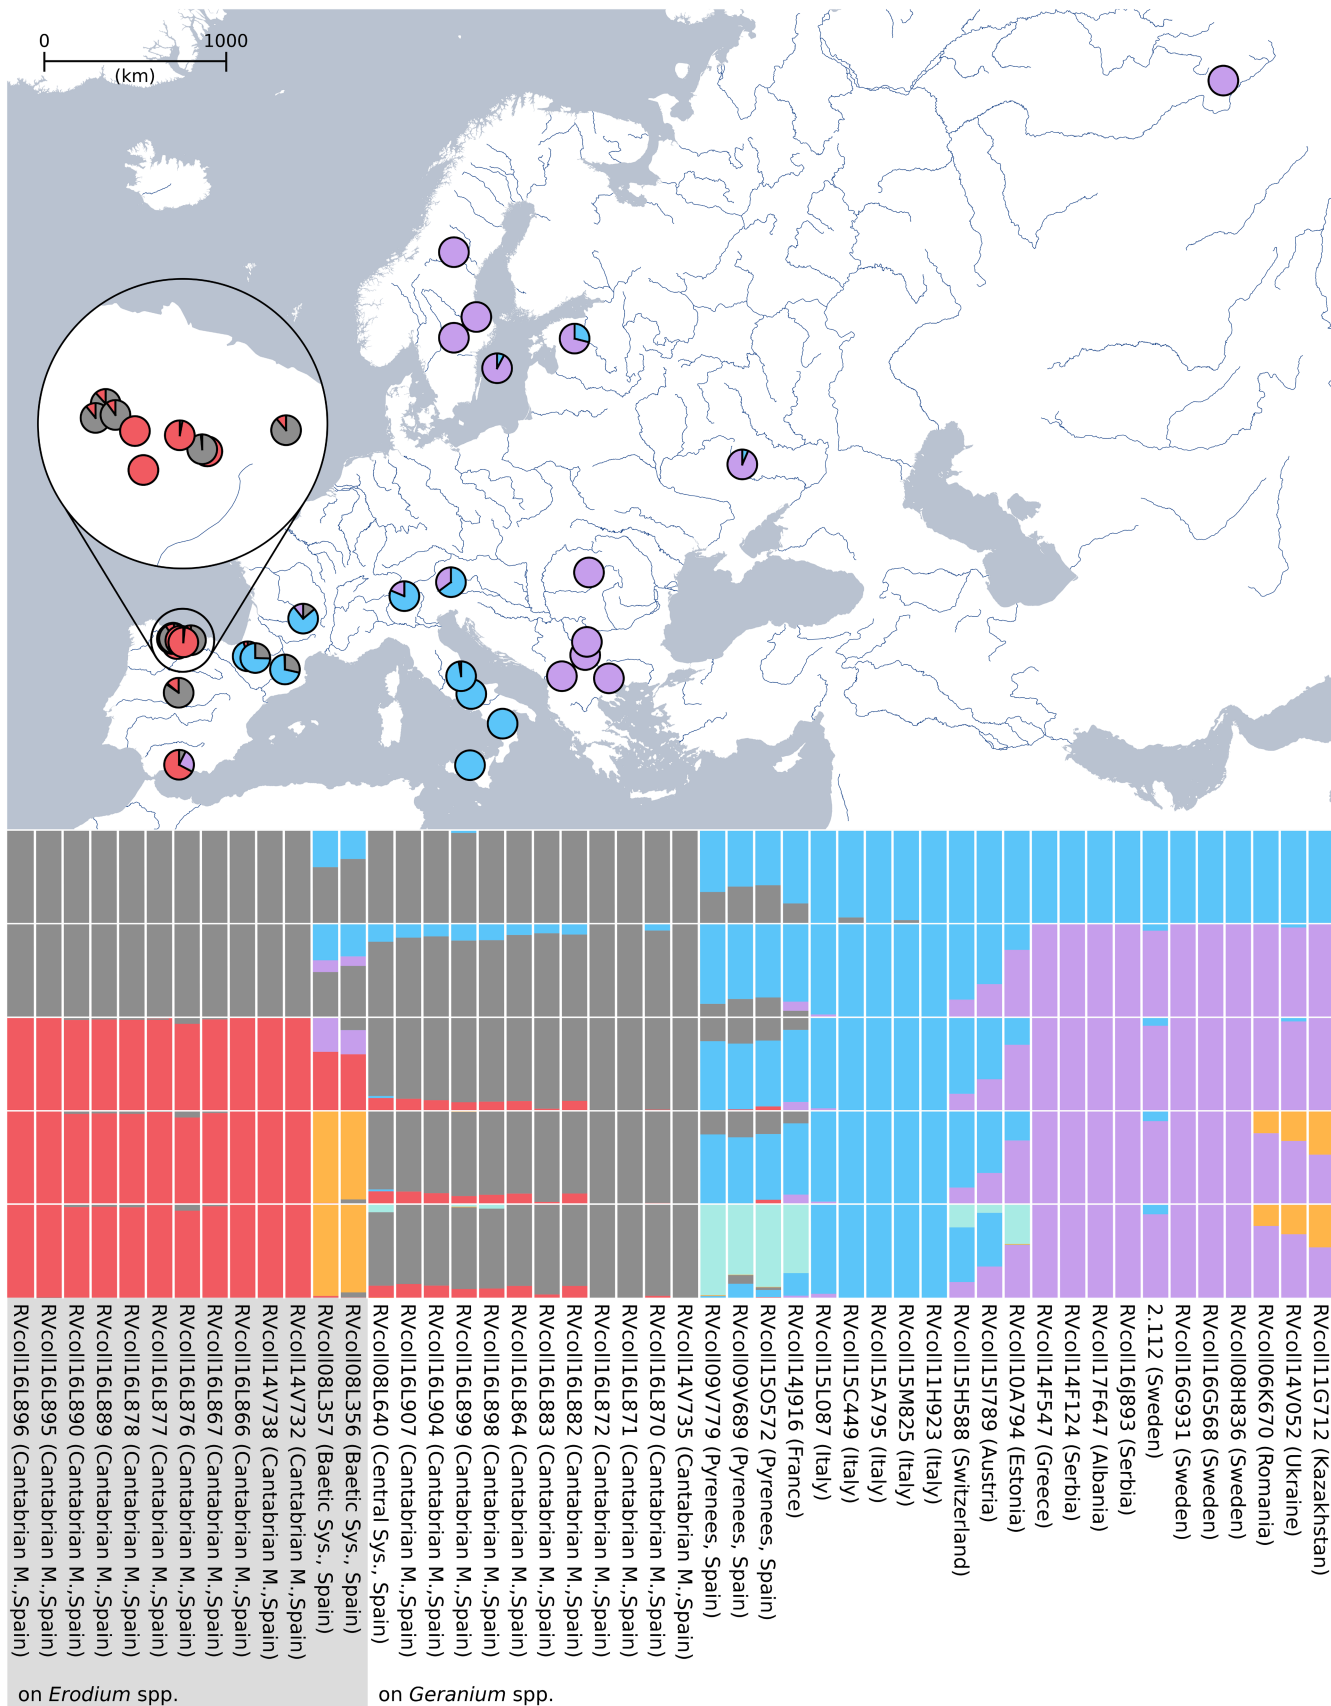 0
1000
(km)
RVcoll16L896 (Cantabrian M.,Spain)
RVcoll16L895 (Cantabrian M.,Spain)
RVcoll16L890 (Cantabrian M.,Spain)
RVcoll16L889 (Cantabrian M.,Spain)
RVcoll16L878 (Cantabrian M.,Spain)
RVcoll16L877 (Cantabrian M.,Spain)
RVcoll16L876 (Cantabrian M.,Spain)
RVcoll16L867 (Cantabrian M.,Spain)
RVcoll16L866 (Cantabrian M.,Spain)
RVcoll14V738 (Cantabrian M.,Spain)
RVcoll14V732 (Cantabrian M.,Spain)
RVcoll08L357 (Baetic Sys., Spain)
RVcoll08L356 (Baetic Sys., Spain)
RVcoll08L640 (Central Sys., Spain)
RVcoll16L907 (Cantabrian M.,Spain)
RVcoll16L904 (Cantabrian M.,Spain)
RVcoll16L899 (Cantabrian M.,Spain)
RVcoll16L898 (Cantabrian M.,Spain)
RVcoll16L864 (Cantabrian M.,Spain)
RVcoll16L883 (Cantabrian M.,Spain)
RVcoll16L882 (Cantabrian M.,Spain)
RVcoll16L872 (Cantabrian M.,Spain)
RVcoll16L871 (Cantabrian M.,Spain)
RVcoll16L870 (Cantabrian M.,Spain)
RVcoll14V735 (Cantabrian M.,Spain)
RVcoll09V779 (Pyrenees, Spain)
RVcoll09V689 (Pyrenees, Spain)
RVcoll15O572 (Pyrenees, Spain)
RVcoll14J916 (France)
RVcoll15L087 (Italy)
RVcoll15C449 (Italy)
RVcoll15A795 (Italy)
RVcoll15M825 (Italy)
RVcoll11H923 (Italy)
RVcoll15H588 (Switzerland)
RVcoll15I789 (Austria)
RVcoll10A794 (Estonia)
RVcoll14F547 (Greece)
RVcoll14F124 (Serbia)
RVcoll17F647 (Albania)
RVcoll16J893 (Serbia)
2.112 (Sweden)
RVcoll16G931 (Sweden)
RVcoll16G568 (Sweden)
RVcoll08H836 (Sweden)
RVcoll06K670 (Romania)
RVcoll14V052 (Ukraine)
RVcoll11G712 (Kazakhstan)
on Erodium spp.
on Geranium spp.